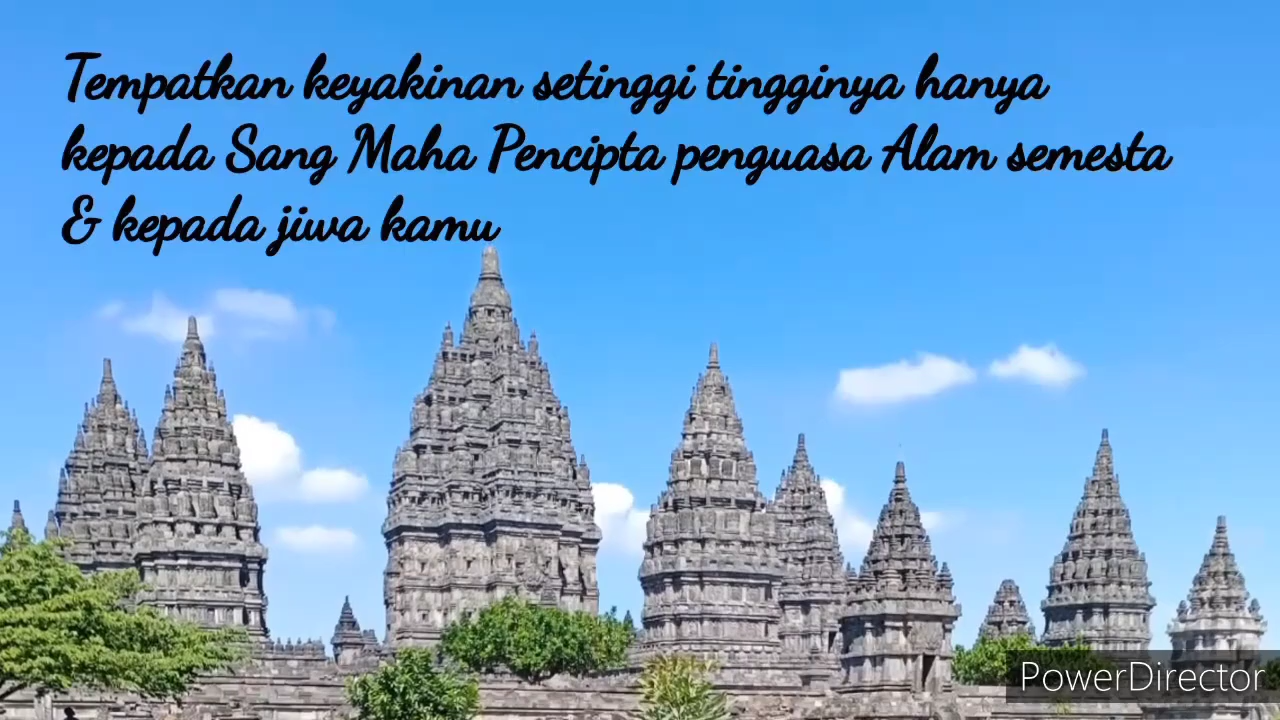 Tempatkan keyakinan setinggi tingginya hanya
kepada Sang Maha Pencipta penguasa Alam semesta
& kepada jiwa kamu
PowerDirector